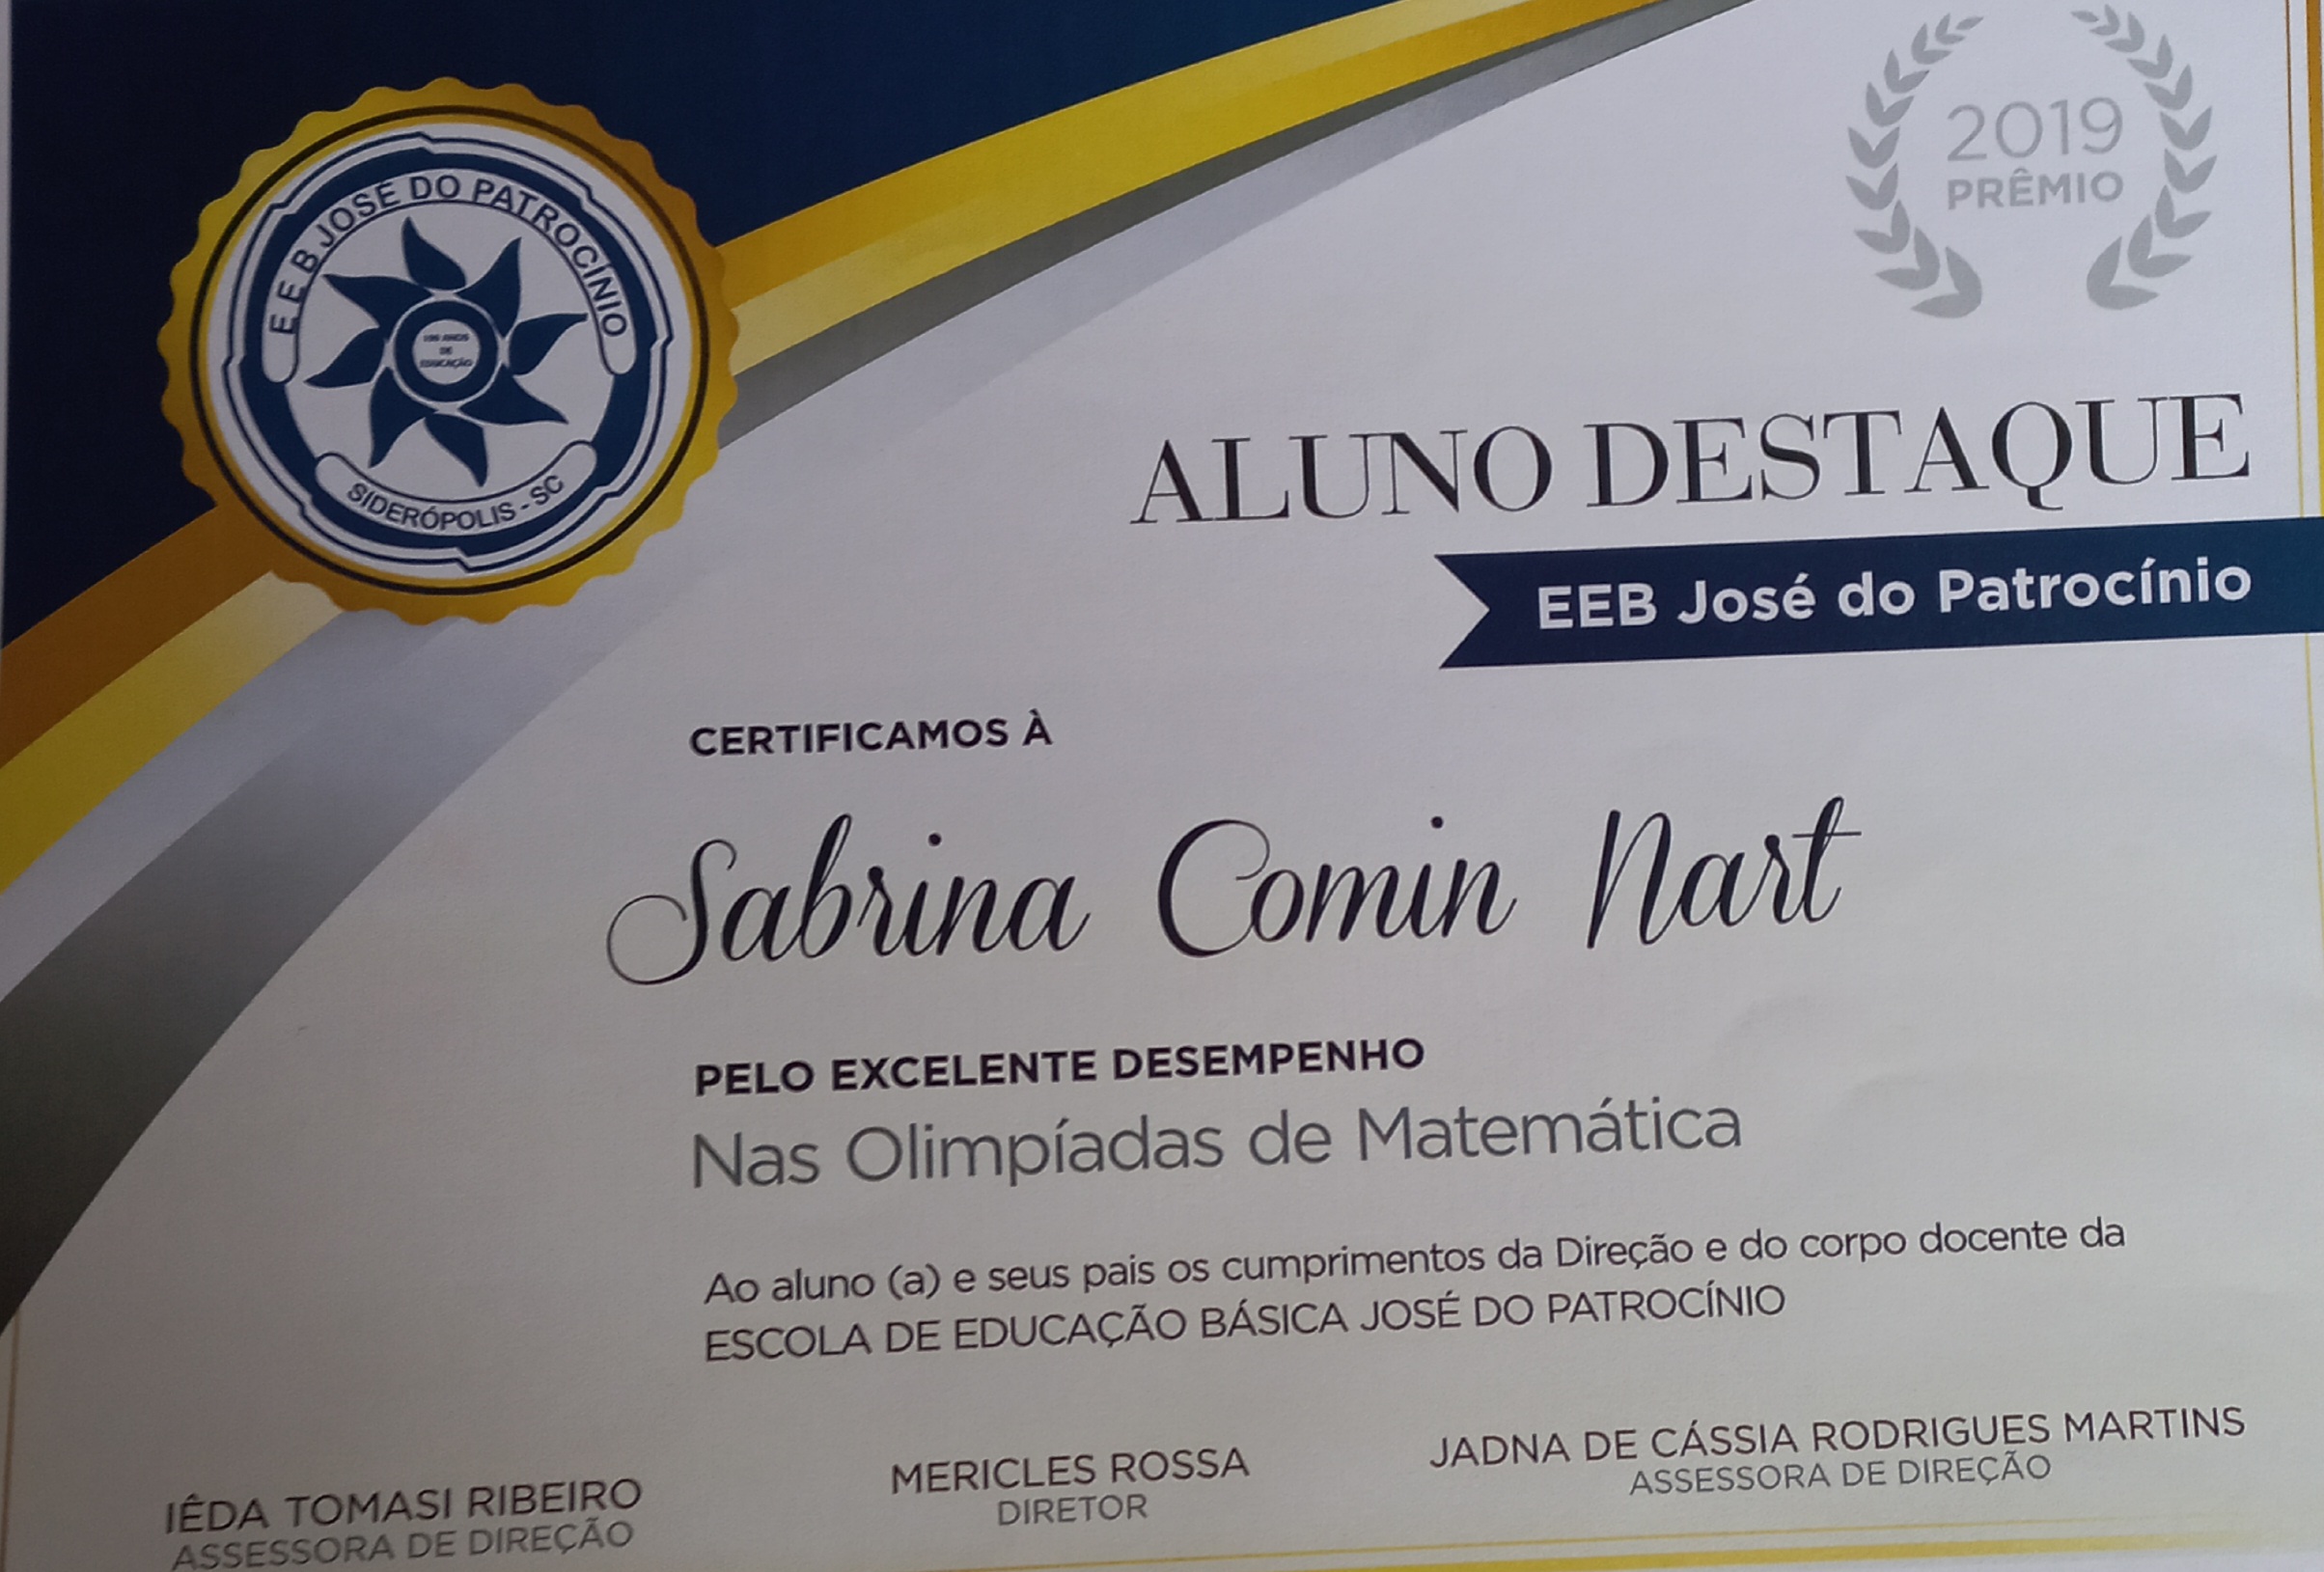 E E B JOSÉ DO PATROCÍNIO
100 ANOS
DE
EDUCAÇÃO
SIDERÓPOLIS - SC
2019
PRÊMIO
ALUNO DESTAQUE
EEB José do Patrocínio
CERTIFICAMOS À
Sabrina Comin Nart
PELO EXCELENTE DESEMPENHO
Nas Olimpíadas de Matemática
Ao aluno (a) e seus pais os cumprimentos da Direção e do corpo docente da
ESCOLA DE EDUCAÇÃO BÁSICA JOSÉ DO PATROCÍNIO
IÊDA TOMASI RIBEIRO
ASSESSORA DE DIREÇÃO
MERICLES ROSSA
DIRETOR
JADNA DE CÁSSIA RODRIGUES MARTINS
ASSESSORA DE DIREÇÃO